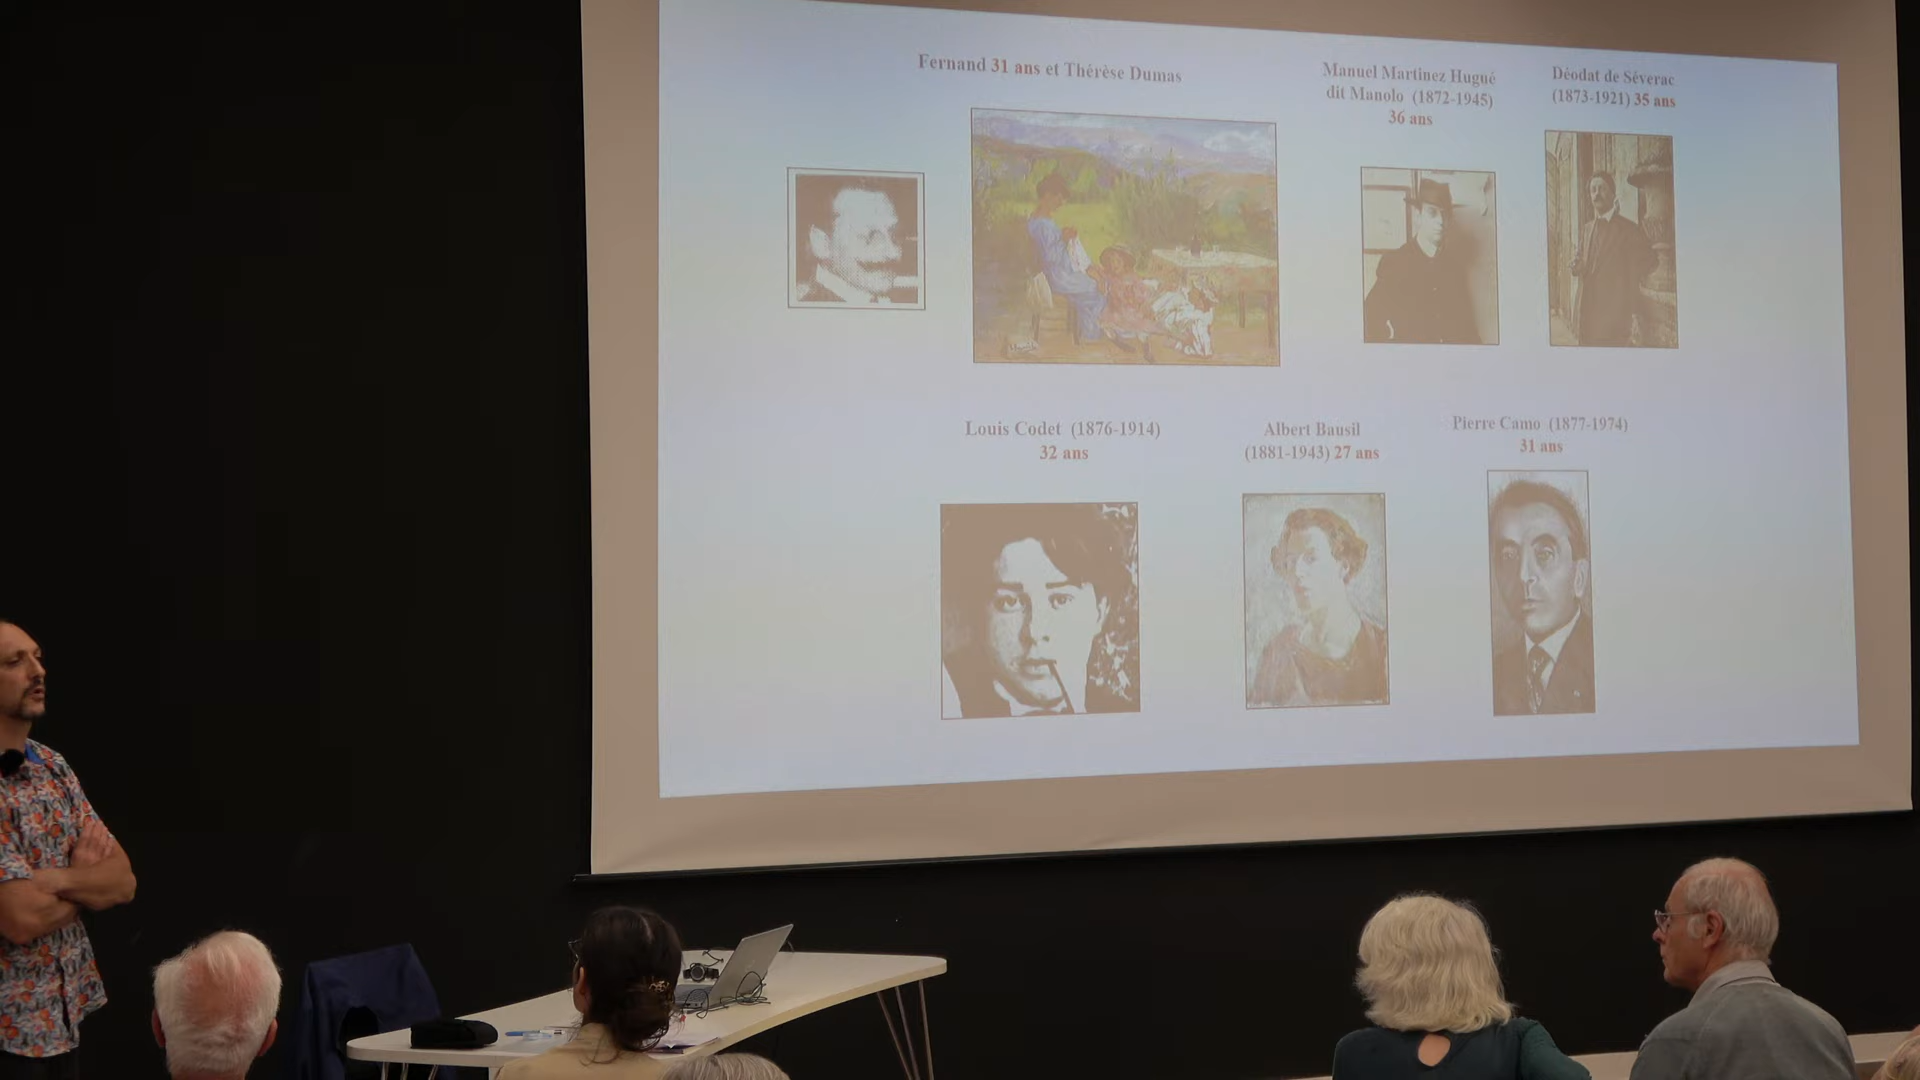 Fernand 31 ans et Thérèse Dumas
Manuel Martinez Hugué
dit Manolo (1872-1945)
36 ans
Déodat de Séverac
(1873-1921) 35 ans
Louis Codet (1876-1914)
32 ans
Albert Bausil
(1881-1943) 27 ans
Pierre Camo (1877-1974)
31 ans